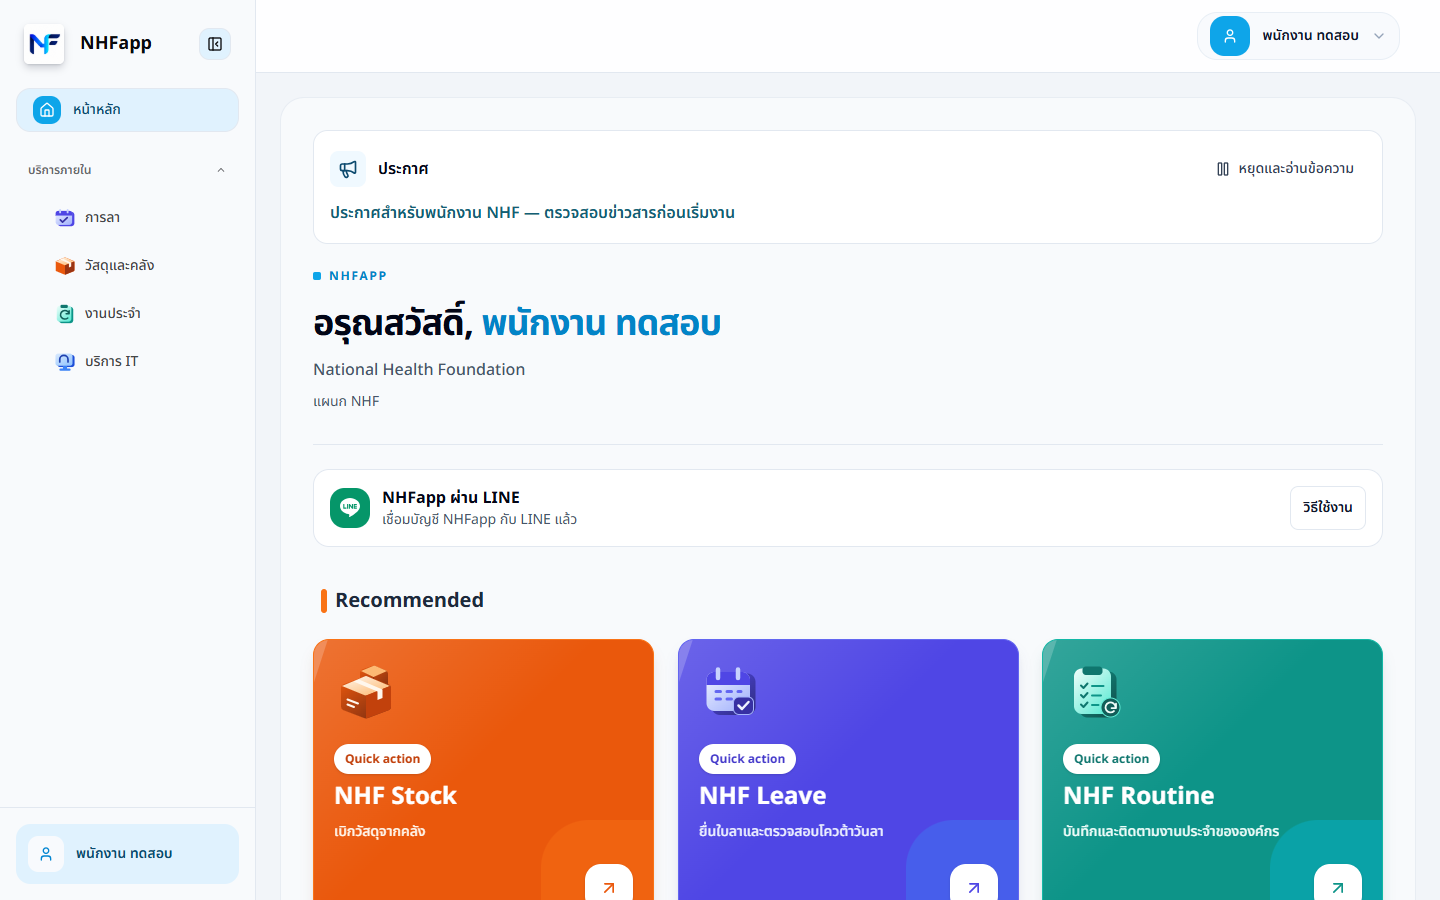 NHFapp
พนักงาน ทดสอบ
หน้าหลัก
บริการภายใน
การลา
วัสดุและคลัง
งานประจำ
บริการ IT
พนักงาน ทดสอบ
ประกาศ
หยุดและอ่านข้อความ
ประกาศสำหรับพนักงาน NHF — ตรวจสอบข่าวสารก่อนเริ่มงาน
NHFAPP
อรุณสวัสดิ์, พนักงาน ทดสอบ
National Health Foundation
แผนก NHF
LINE
NHFapp ผ่าน LINE
เชื่อมบัญชี NHFapp กับ LINE แล้ว
วิธีใช้งาน
Recommended
Quick action
NHF Stock
เบิกวัสดุจากคลัง
Quick action
NHF Leave
ยื่นใบลาและตรวจสอบโควต้าวันลา
Quick action
NHF Routine
บันทึกและติดตามงานประจำขององค์กร